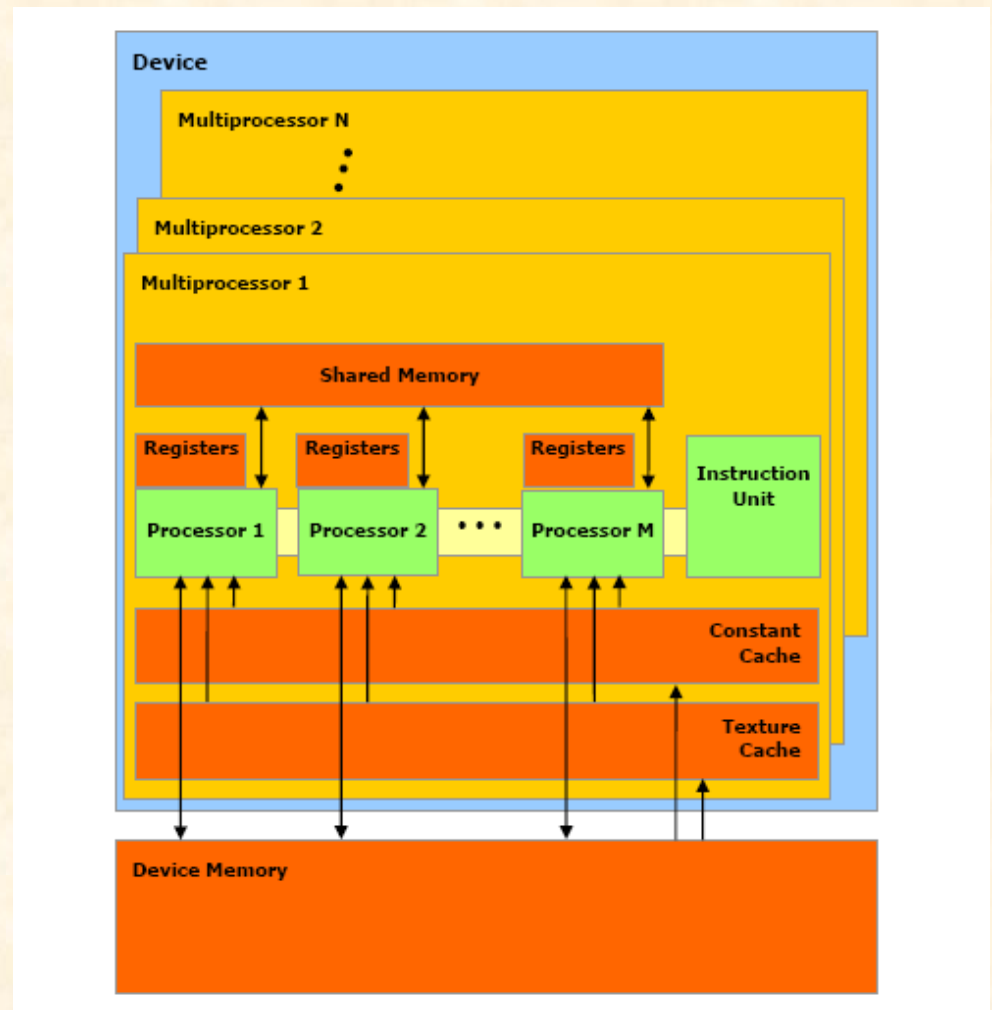 Device
Multiprocessor N
Multiprocessor 2
Multiprocessor 1
Shared Memory
Registers
Registers
Registers
Instruction
Unit
Processor 1
Processor 2
Processor M
Constant
Cache
Texture
Cache
Device Memory